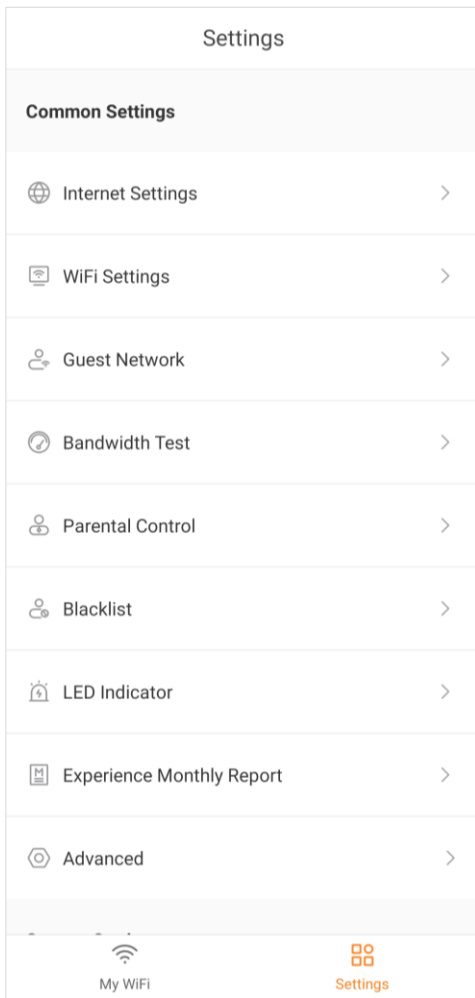 Settings
Common Settings
Internet Settings
WiFi Settings
Guest Network
Bandwidth Test
Parental Control
Blacklist
LED Indicator
Experience Monthly Report
Advanced
My WiFi
Settings